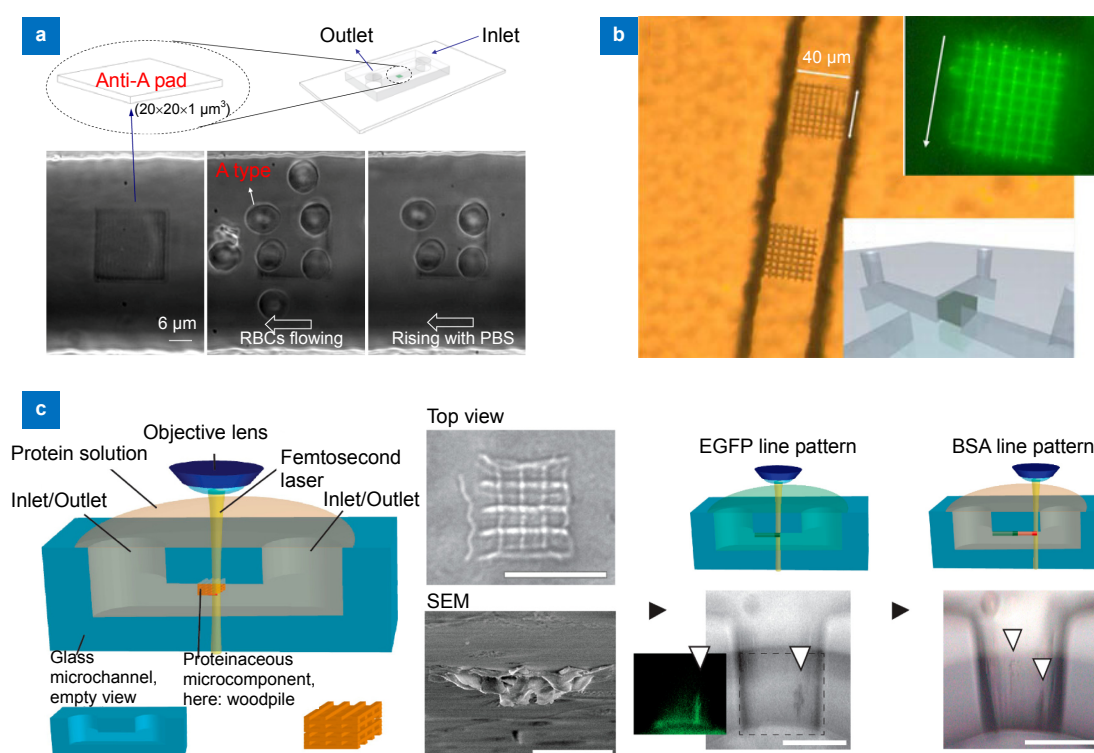 a
Outlet
Inlet
Anti-A pad
(20×20×1 μm³)
A type
6 μm
RBCs flowing
Rising with PBS
b
40 μm
c
Objective lens
Protein solution
Femtosecond
laser
Inlet/Outlet
Inlet/Outlet
Glass
microchannel,
empty view
Proteinaceous
microcomponent,
here: woodpile
Top view
SEM
EGFP line pattern
BSA line pattern